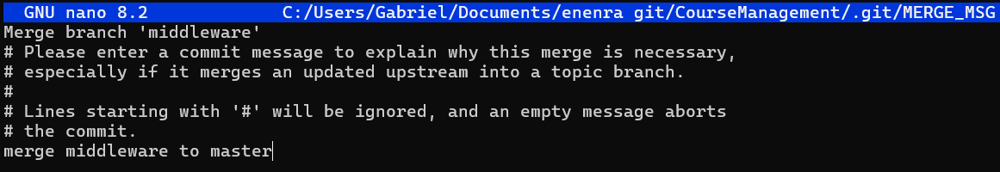 GNU nano 8.2 C:/Users/Gabriel/Documents/enenra git/CourseManagement/.git/MERGE_MSG
Merge branch 'middleware'
# Please enter a commit message to explain why this merge is necessary,
# especially if it merges an updated upstream into a topic branch.
#
# Lines starting with '#' will be ignored, and an empty message aborts
# the commit.
merge middleware to master